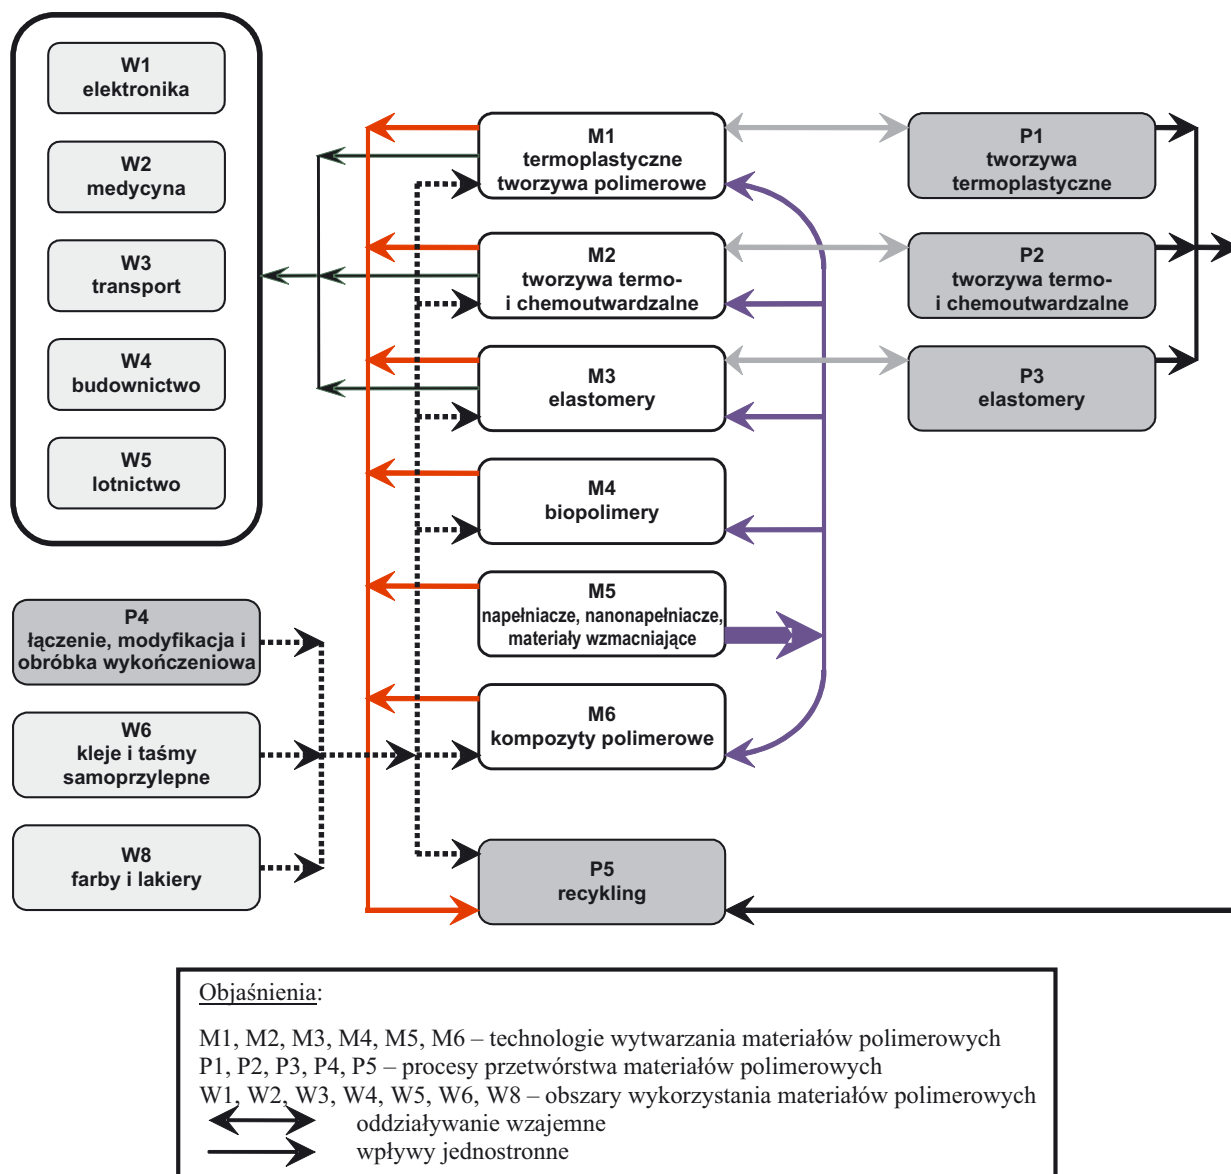 W1
elektronika
W2
medycyna
W3
transport
W4
budownictwo
W5
lotnictwo
P4
łączenie, modyfikacja i
obróbka wykończeniowa
W6
kleje i taśmy
samoprzylepne
W8
farby i lakiery
M1
termoplastyczne
tworzywa polimerowe
M2
tworzywa termo-
i chemoutwardzalne
M3
elastomery
M4
biopolimery
M5
napełniacze, nanonapełniacze,
materiały wzmacniające
M6
kompozyty polimerowe
P5
recykling
P1
tworzywa
termoplastyczne
P2
tworzywa termo-
i chemoutwardzalne
P3
elastomery
Objaśnienia:
M1, M2, M3, M4, M5, M6 – technologie wytwarzania materiałów polimerowych
P1, P2, P3, P4, P5 – procesy przetwórstwa materiałów polimerowych
W1, W2, W3, W4, W5, W6, W8 – obszary wykorzystania materiałów polimerowych
oddziaływanie wzajemne
wpływy jednostronne